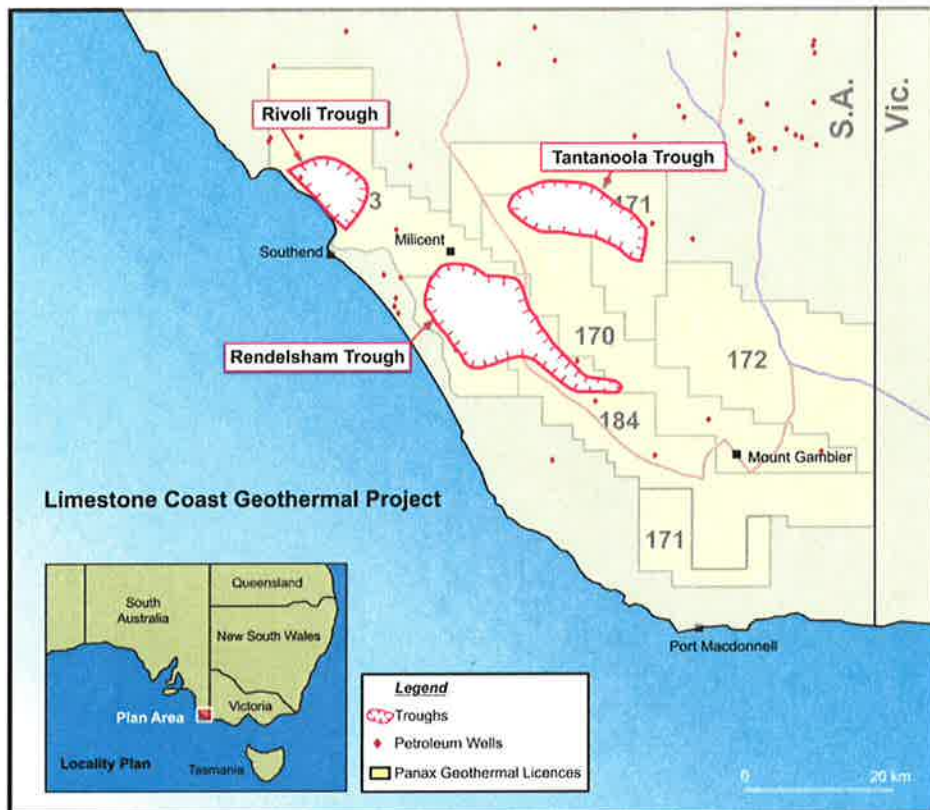 Rivoli Trough
Tantanoola Trough
S.A.
Vic.
3
171
Southend
Milicent
Rendelsham Trough
170
172
184
Mount Gambier
Limestone Coast Geothermal Project
171
Port Macdonnell
Queensland
South
Australia
New South Wales
Victoria
Plan Area
Tasmania
Locality Plan
Legend
Troughs
Petroleum Wells
Panax Geothermal Licences
0 20 km